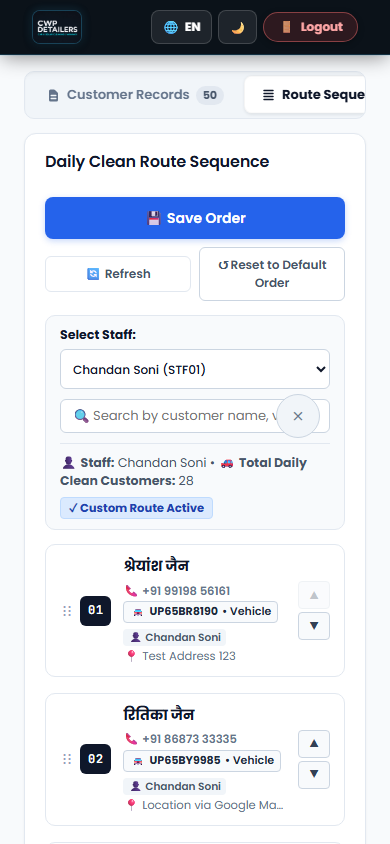 CWP
DETAILERS
EN
Logout
Customer Records 50
Route Seque
Daily Clean Route Sequence
Save Order
Refresh
↺ Reset to Default
Order
Select Staff:
Chandan Soni (STF01)
Search by customer name, v
Staff: Chandan Soni • Total Daily
Clean Customers: 28
✓ Custom Route Active
श्रेयांश जैन
+91 99198 56161
01
UP65BR8190 • Vehicle
Chandan Soni
Test Address 123
रितिका जैन
+91 86873 33335
02
UP65BY9985 • Vehicle
Chandan Soni
Location via Google Ma...